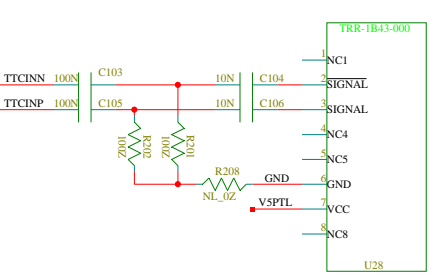 TRR-1B43-000
1 NC1
TTCINN 100N C103 10N C104 2 SIGNAL
TTCINP 100N C105 10N C106 3 SIGNAL
4 NC4
R202 100Z
R201 100Z
5 NC5
R208
NL_0Z
GND 6 GND
V5PTL 7 VCC
8 NC8
U28